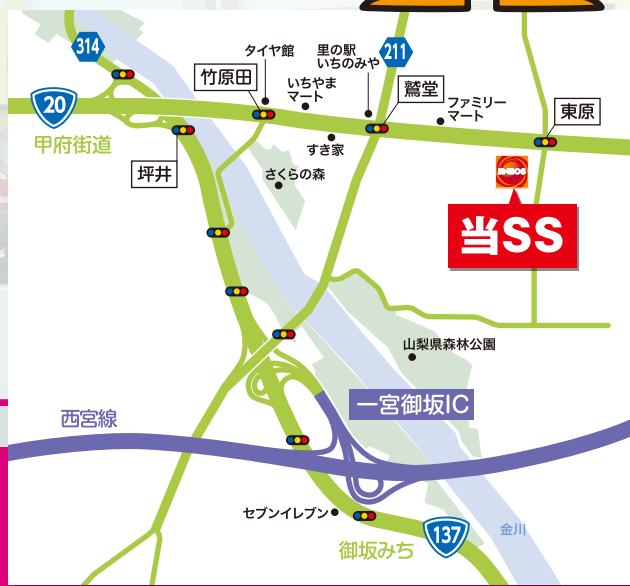 314
タイヤ館
里の駅
いちのみや
211
竹原田
いちやま
マート
鷲堂
ファミリー
マート
東原
20
甲府街道
すき家
坪井
さくらの森
ENEOS
当SS
山梨県森林公園
一宮御坂IC
西宮線
セブンイレブン
137
御坂みち
金川